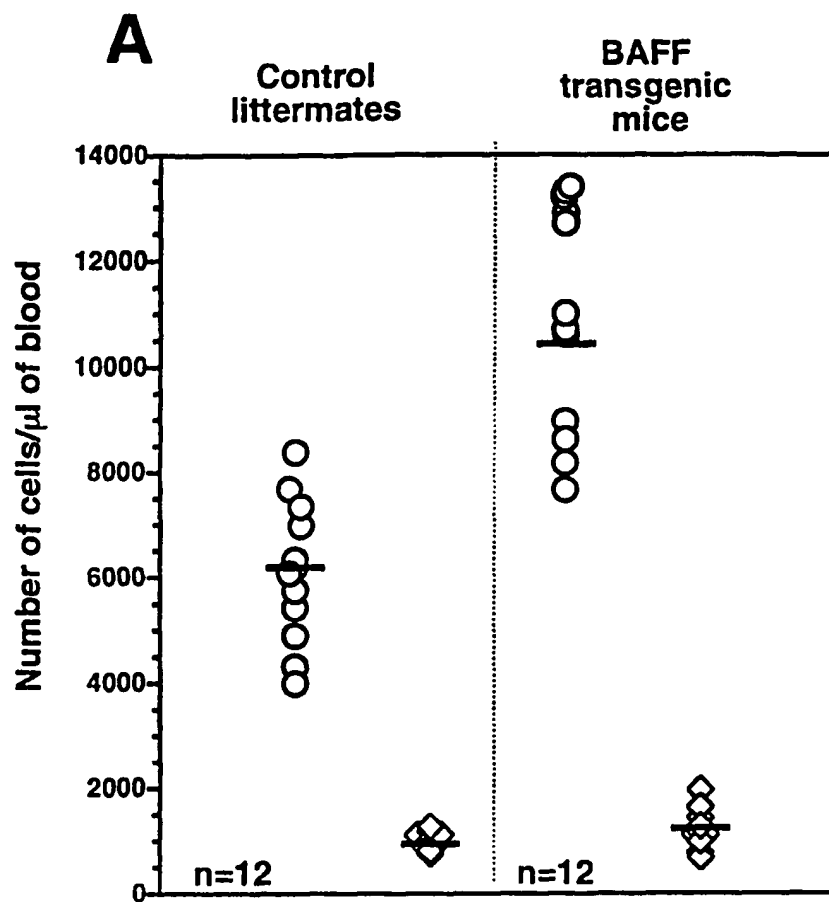 A
Control
littermates
BAFF
transgenic
mice
Number of cells/µl of blood
14000
12000
10000
8000
6000
4000
2000
0
n=12
n=12